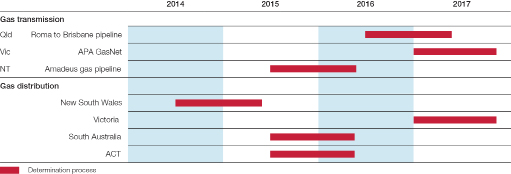 2014 2015 2016 2017
Gas transmission
Qld Roma to Brisbane pipeline
Vic APA GasNet
NT Amadeus gas pipeline
Gas distribution
New South Wales
Victoria
South Australia
ACT
Determination process